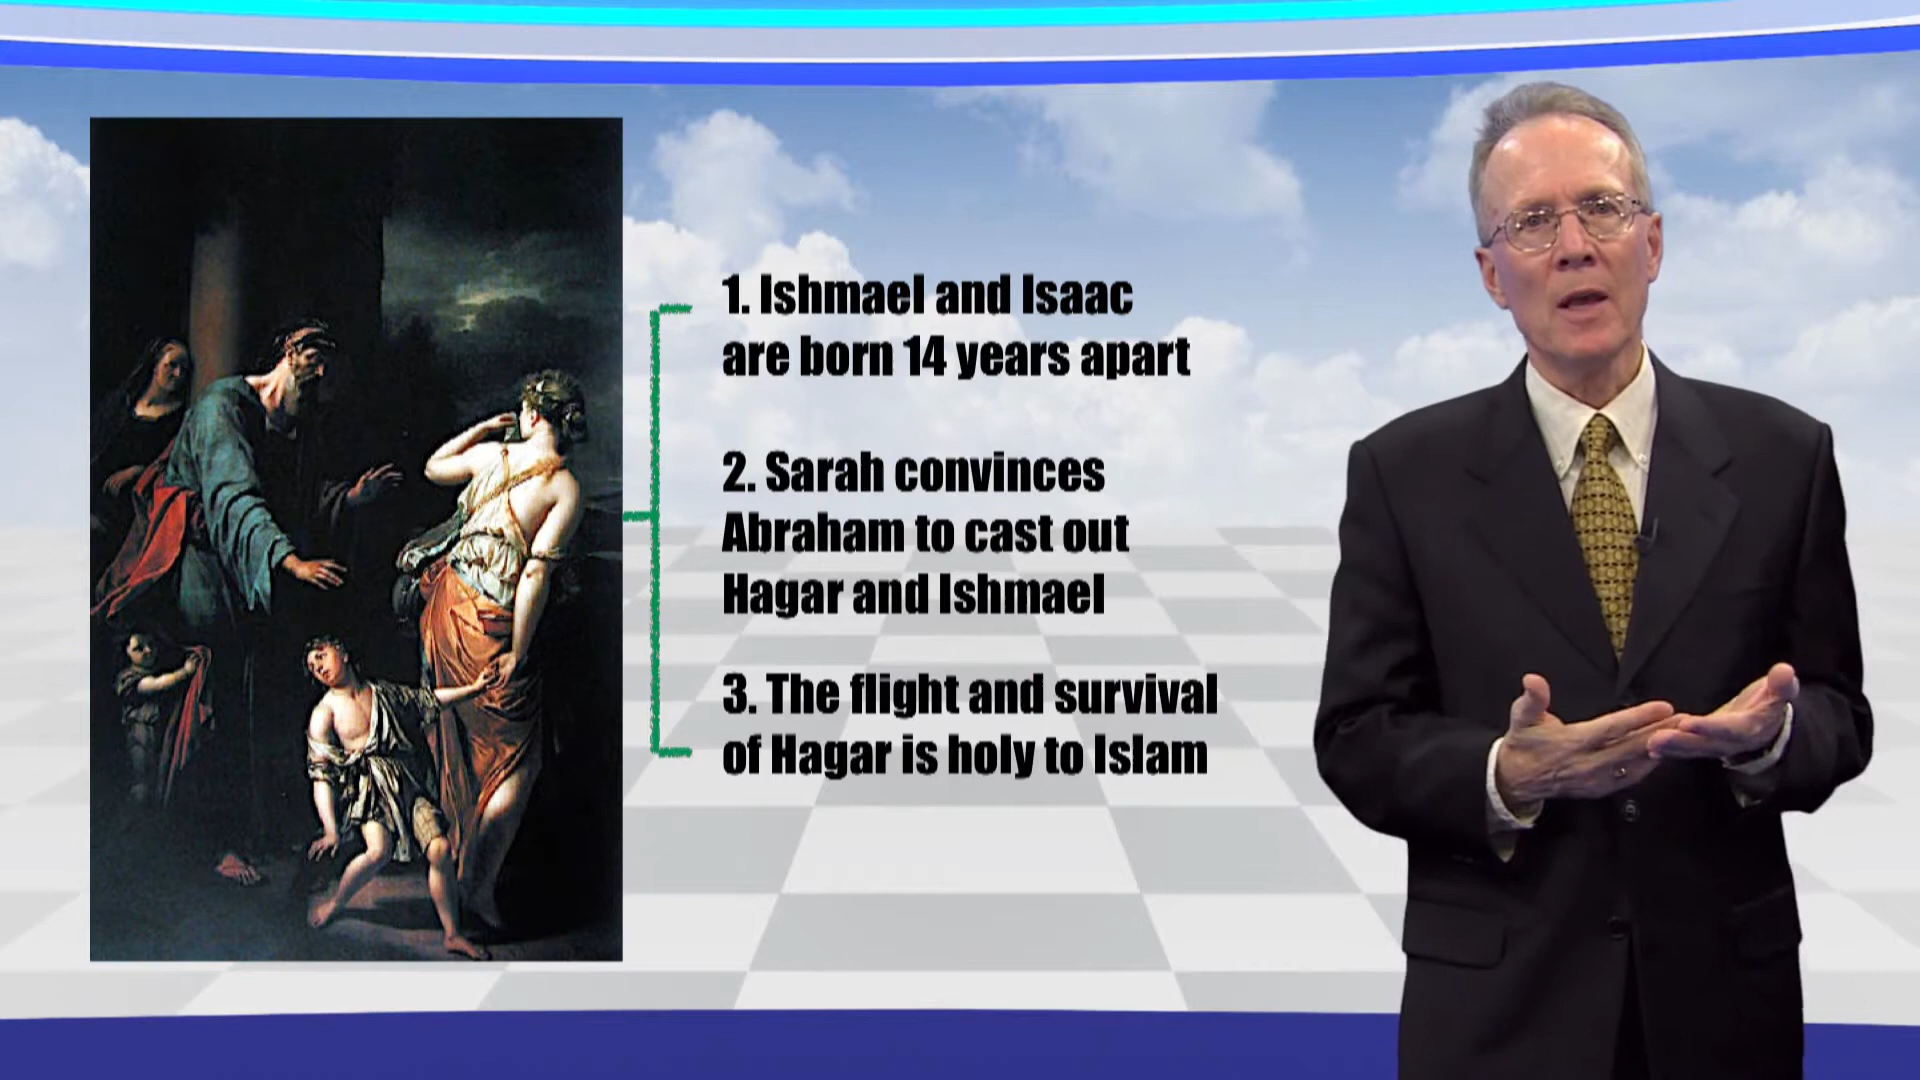 1. Ishmael and Isaac
are born 14 years apart
2. Sarah convinces
Abraham to cast out
Hagar and Ishmael
3. The flight and survival
of Hagar is holy to Islam